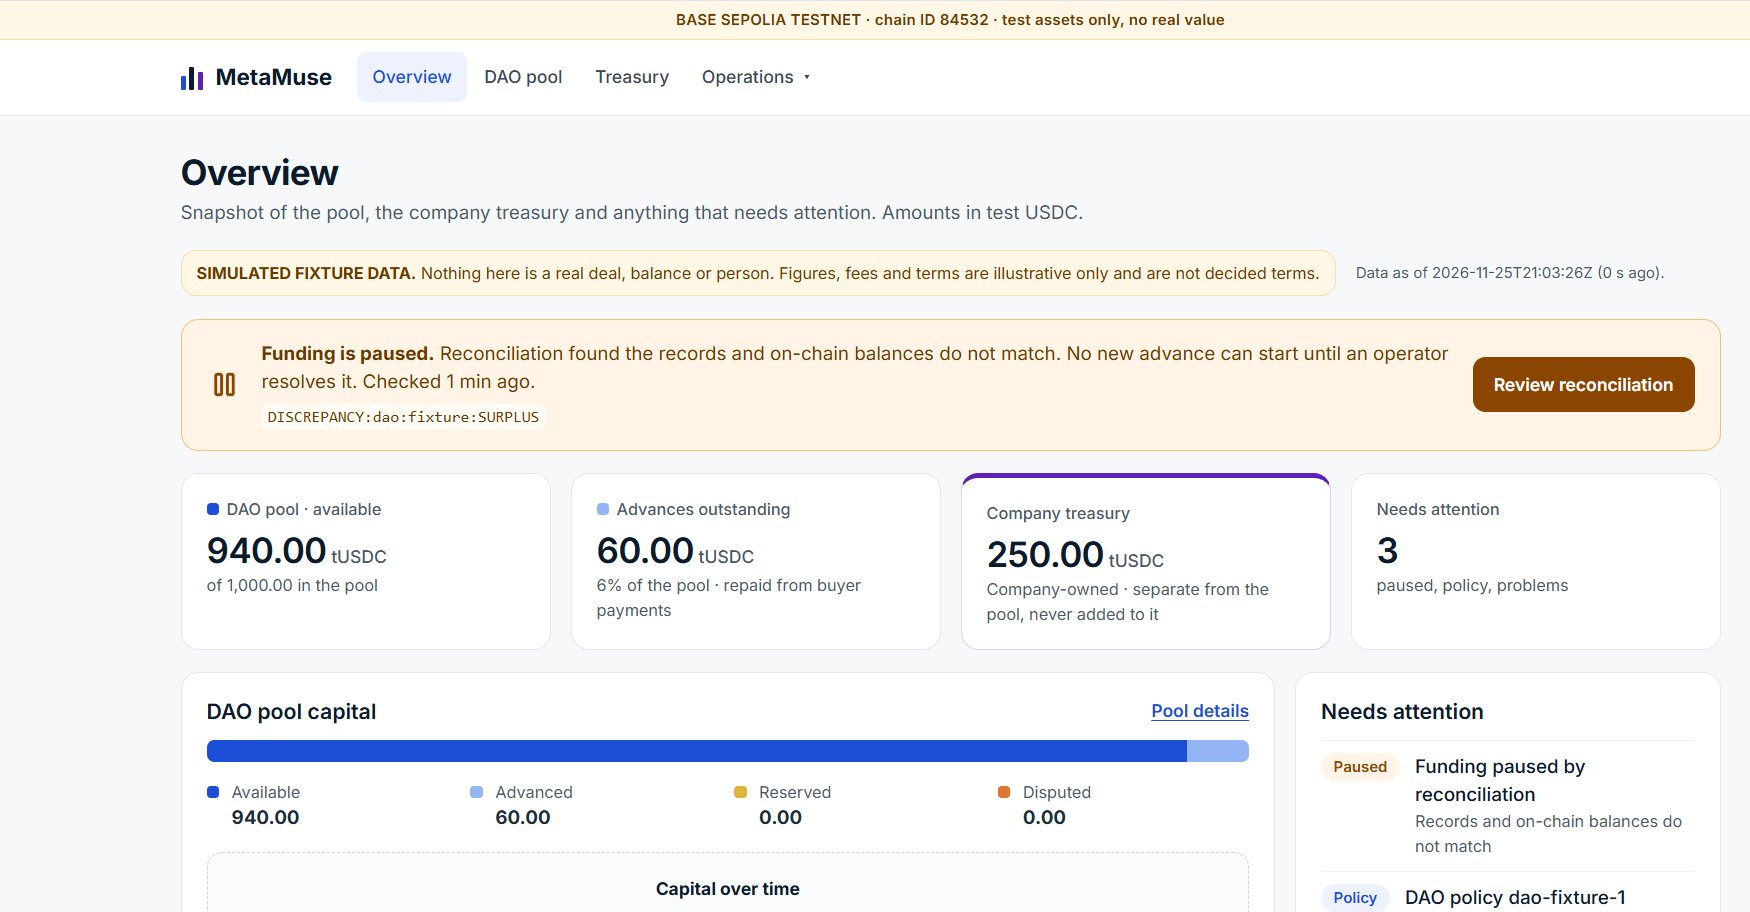 BASE SEPOLIA TESTNET · chain ID 84532 · test assets only, no real value
MetaMuse
Overview
DAO pool
Treasury
Operations ▾
Overview
Snapshot of the pool, the company treasury and anything that needs attention. Amounts in test USDC.
SIMULATED FIXTURE DATA. Nothing here is a real deal, balance or person. Figures, fees and terms are illustrative only and are not decided terms.
Data as of 2026-11-25T21:03:26Z (0 s ago).
Funding is paused. Reconciliation found the records and on-chain balances do not match. No new advance can start until an operator
resolves it. Checked 1 min ago.
DISCREPANCY:dao:fixture:SURPLUS
Review reconciliation
DAO pool · available
940.00 tUSDC
of 1,000.00 in the pool
Advances outstanding
60.00 tUSDC
6% of the pool · repaid from buyer
payments
Company treasury
250.00 tUSDC
Company-owned · separate from the
pool, never added to it
Needs attention
3
paused, policy, problems
DAO pool capital
Pool details
Available
940.00
Advanced
60.00
Reserved
0.00
Disputed
0.00
Capital over time
Needs attention
Paused
Funding paused by
reconciliation
Records and on-chain balances do
not match
Policy
DAO policy dao-fixture-1